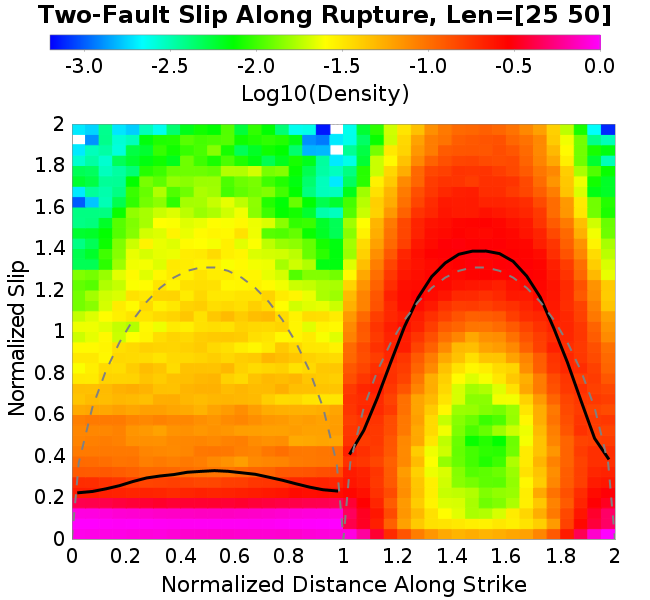 Two-Fault Slip Along Rupture, Len=[25 50]
-3.0 -2.5 -2.0 -1.5 -1.0 -0.5 0.0
Log10(Density)
2
1.8
1.6
1.4
1.2
1
0.8
0.6
0.4
0.2
0
Normalized Slip
0 0.2 0.4 0.6 0.8 1 1.2 1.4 1.6 1.8 2
Normalized Distance Along Strike